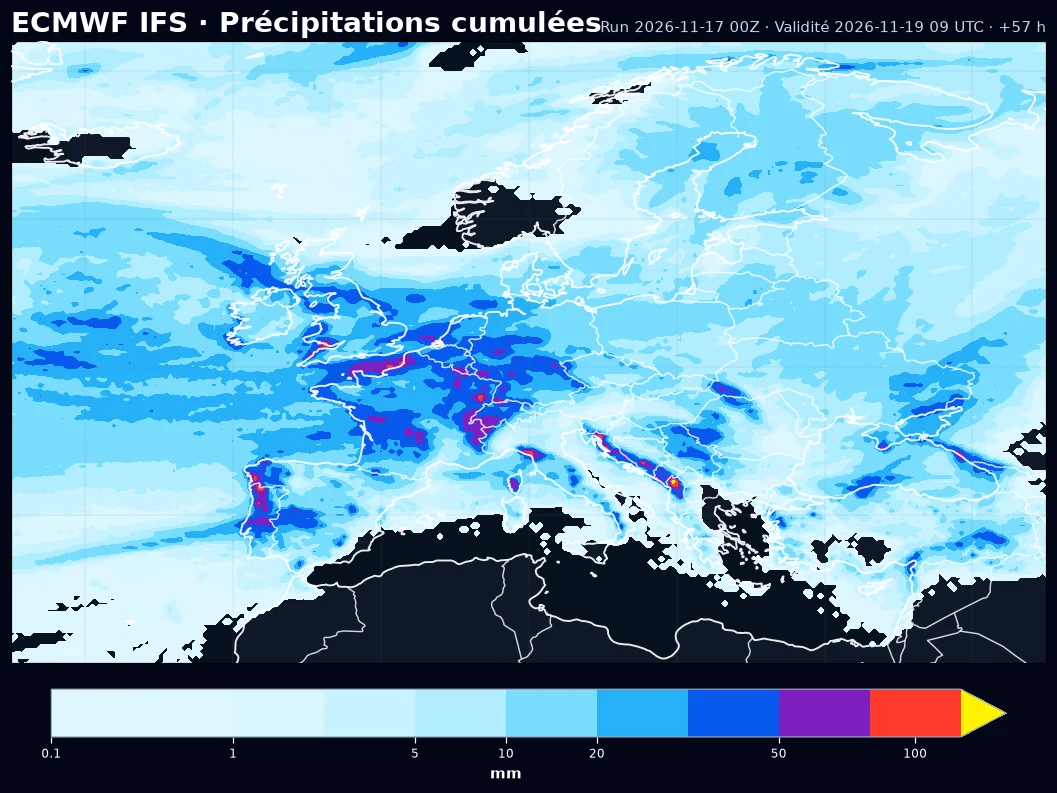 ECMWF IFS · Précipitations cumulées
Run 2026-11-17 00Z · Validité 2026-11-19 09 UTC · +57 h
0.1 1 5 10 20 50 100
mm